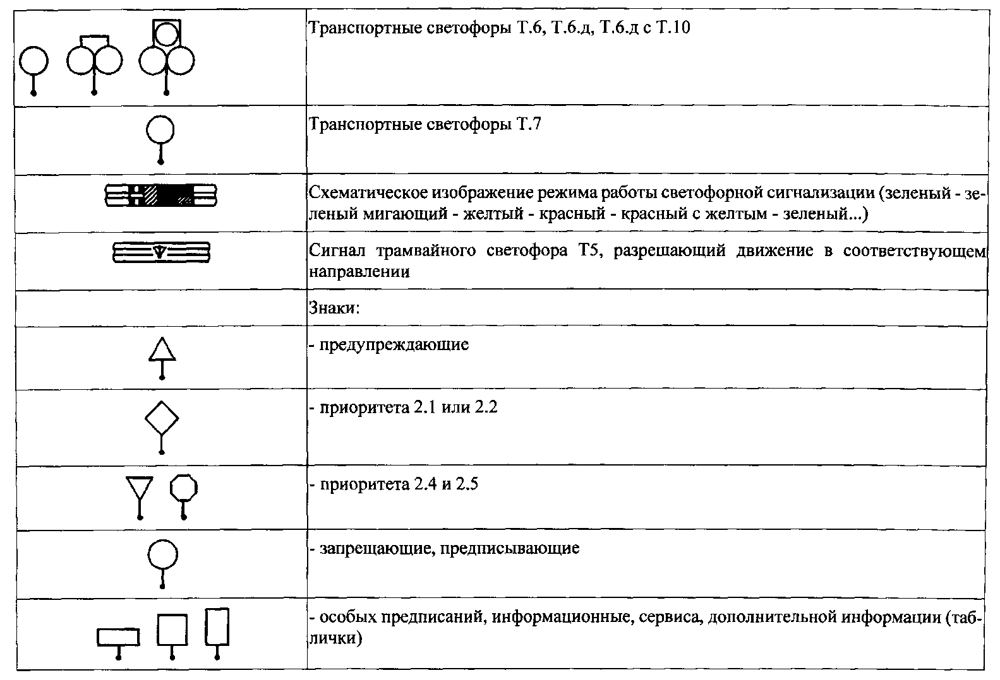 Транспортные светофоры Т.6, Т.6.д, Т.6.д с Т.10
Транспортные светофоры Т.7
Схематическое изображение режима работы светофорной сигнализации (зеленый - зе-
леный мигающий - желтый - красный - красный с желтым - зеленый...)
Сигнал трамвайного светофора Т5, разрешающий движение в соответствующем
направлении
Знаки:
- предупреждающие
- приоритета 2.1 или 2.2
- приоритета 2.4 и 2.5
- запрещающие, предписывающие
- особых предписаний, информационные, сервиса, дополнительной информации (таб-
лички)